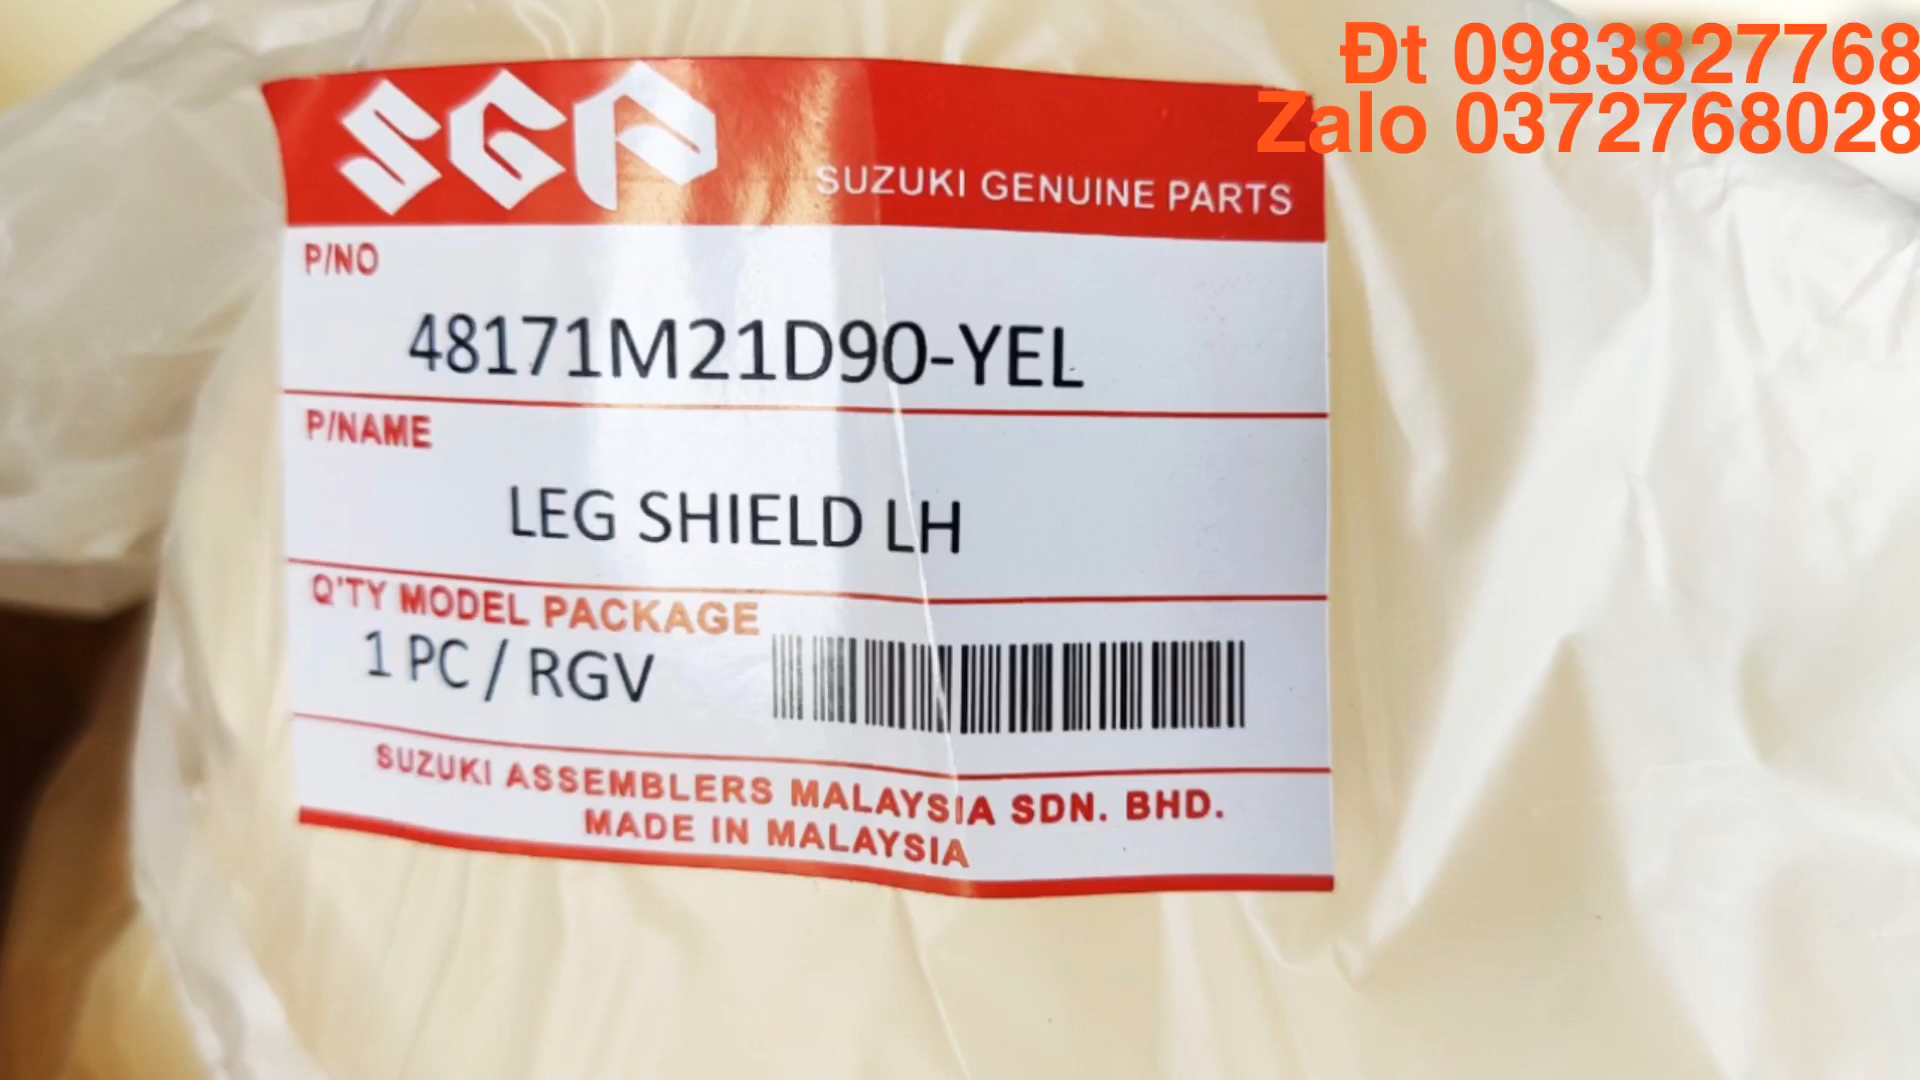 Đt 0983827768
Zalo 0372768028
SGP
SUZUKI GENUINE PARTS
P/NO
48171M21D90-YEL
P/NAME
LEG SHIELD LH
Q'TY MODEL PACKAGE
1 PC / RGV
SUZUKI ASSEMBLERS MALAYSIA SDN. BHD.
MADE IN MALAYSIA